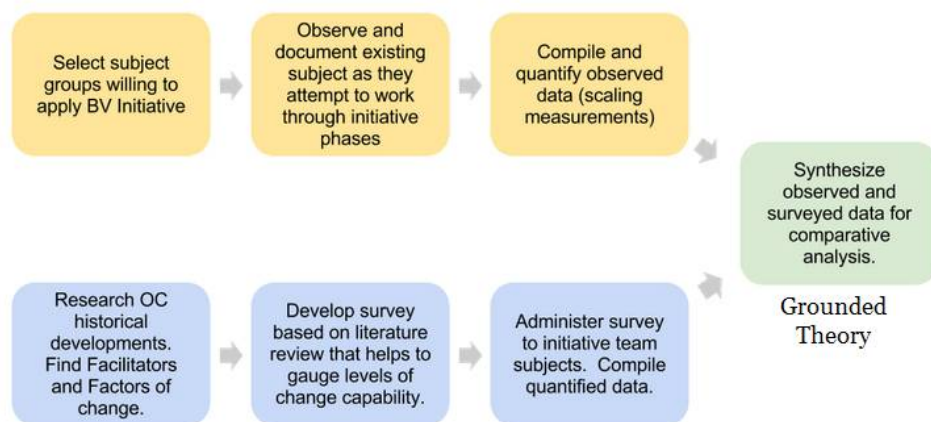 Select subject
groups willing to
apply BV Initiative
Observe and
document existing
subject as they
attempt to work
through initiative
phases
Compile and
quantify observed
data (scaling
measurements)
Synthesize
observed and
surveyed data for
comparative
analysis.
Grounded
Theory
Research OC
historical
developments.
Find Facilitators
and Factors of
change.
Develop survey
based on literature
review that helps to
gauge levels of
change capability.
Administer survey
to initiative team
subjects. Compile
quantified data.